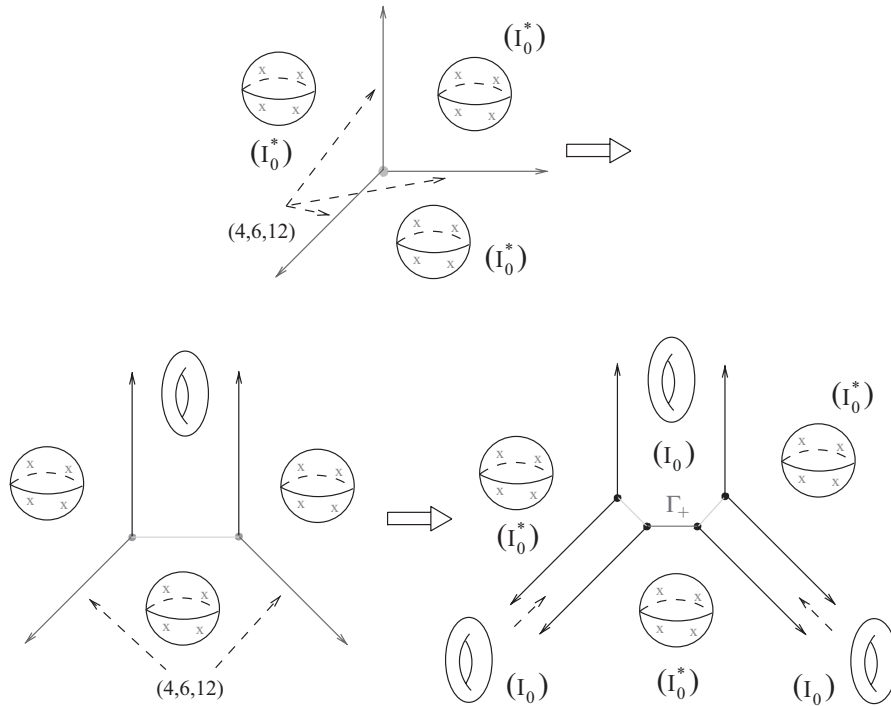 (I₀*)
x x
x x
x x
x x
(I₀*)
x x
x x
(4,6,12)
(I₀*)
x x
x x
x x
x x
x x
x x
(4,6,12)
(I₀*)
x x
x x
(I₀)
x x
x x
Γ₊
(I₀*)
x x
x x
(I₀)
(I₀*)
(I₀)